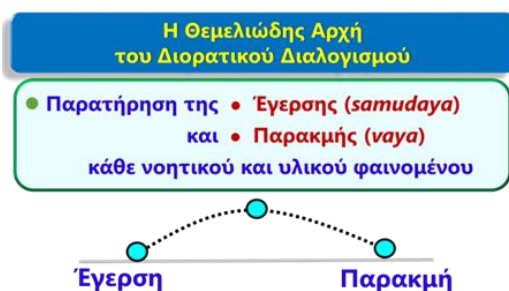 Η Θεμελιώδης Αρχή
του Διορατικού Διαλογισμού
● Παρατήρηση της ● Έγερσης (samudaya)
και ● Παρακμής (vaya)
κάθε νοητικού και υλικού φαινομένου
Έγερση Παρακμή